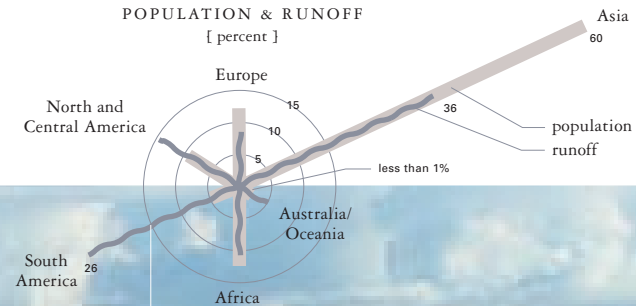 POPULATION & RUNOFF
{ percent }
Asia
60
Europe
North and
Central America
15
10
5
36
population
runoff
less than 1%
Australia/
Oceania
South
America
26
Africa